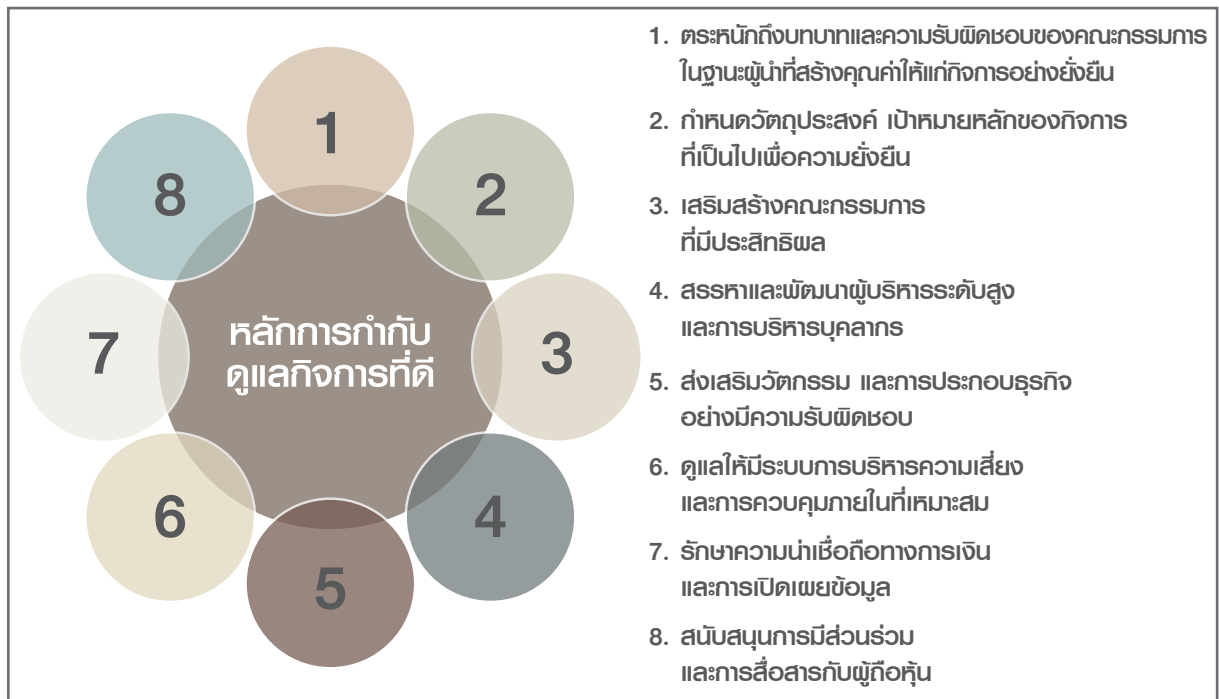 1
2
3
4
5
6
7
8
หลักการกำกับ
ดูแลกิจการที่ดี
1. ตระหนักถึงบทบาทและความรับผิดชอบของคณะกรรมการ
ในฐานะผู้นำที่สร้างคุณค่าให้แก่กิจการอย่างยั่งยืน
2. กำหนดวัตถุประสงค์ เป้าหมายหลักของกิจการ
ที่เป็นไปเพื่อความยั่งยืน
3. เสริมสร้างคณะกรรมการ
ที่มีประสิทธิผล
4. สรรหาและพัฒนาผู้บริหารระดับสูง
และการบริหารบุคลากร
5. ส่งเสริมวัตกรรม และการประกอบธุรกิจ
อย่างมีความรับผิดชอบ
6. ดูแลให้มีระบบการบริหารความเสี่ยง
และการควบคุมภายในที่เหมาะสม
7. รักษาความน่าเชื่อถือทางการเงิน
และการเปิดเผยข้อมูล
8. สนับสนุนการมีส่วนร่วม
และการสื่อสารกับผู้ถือหุ้น